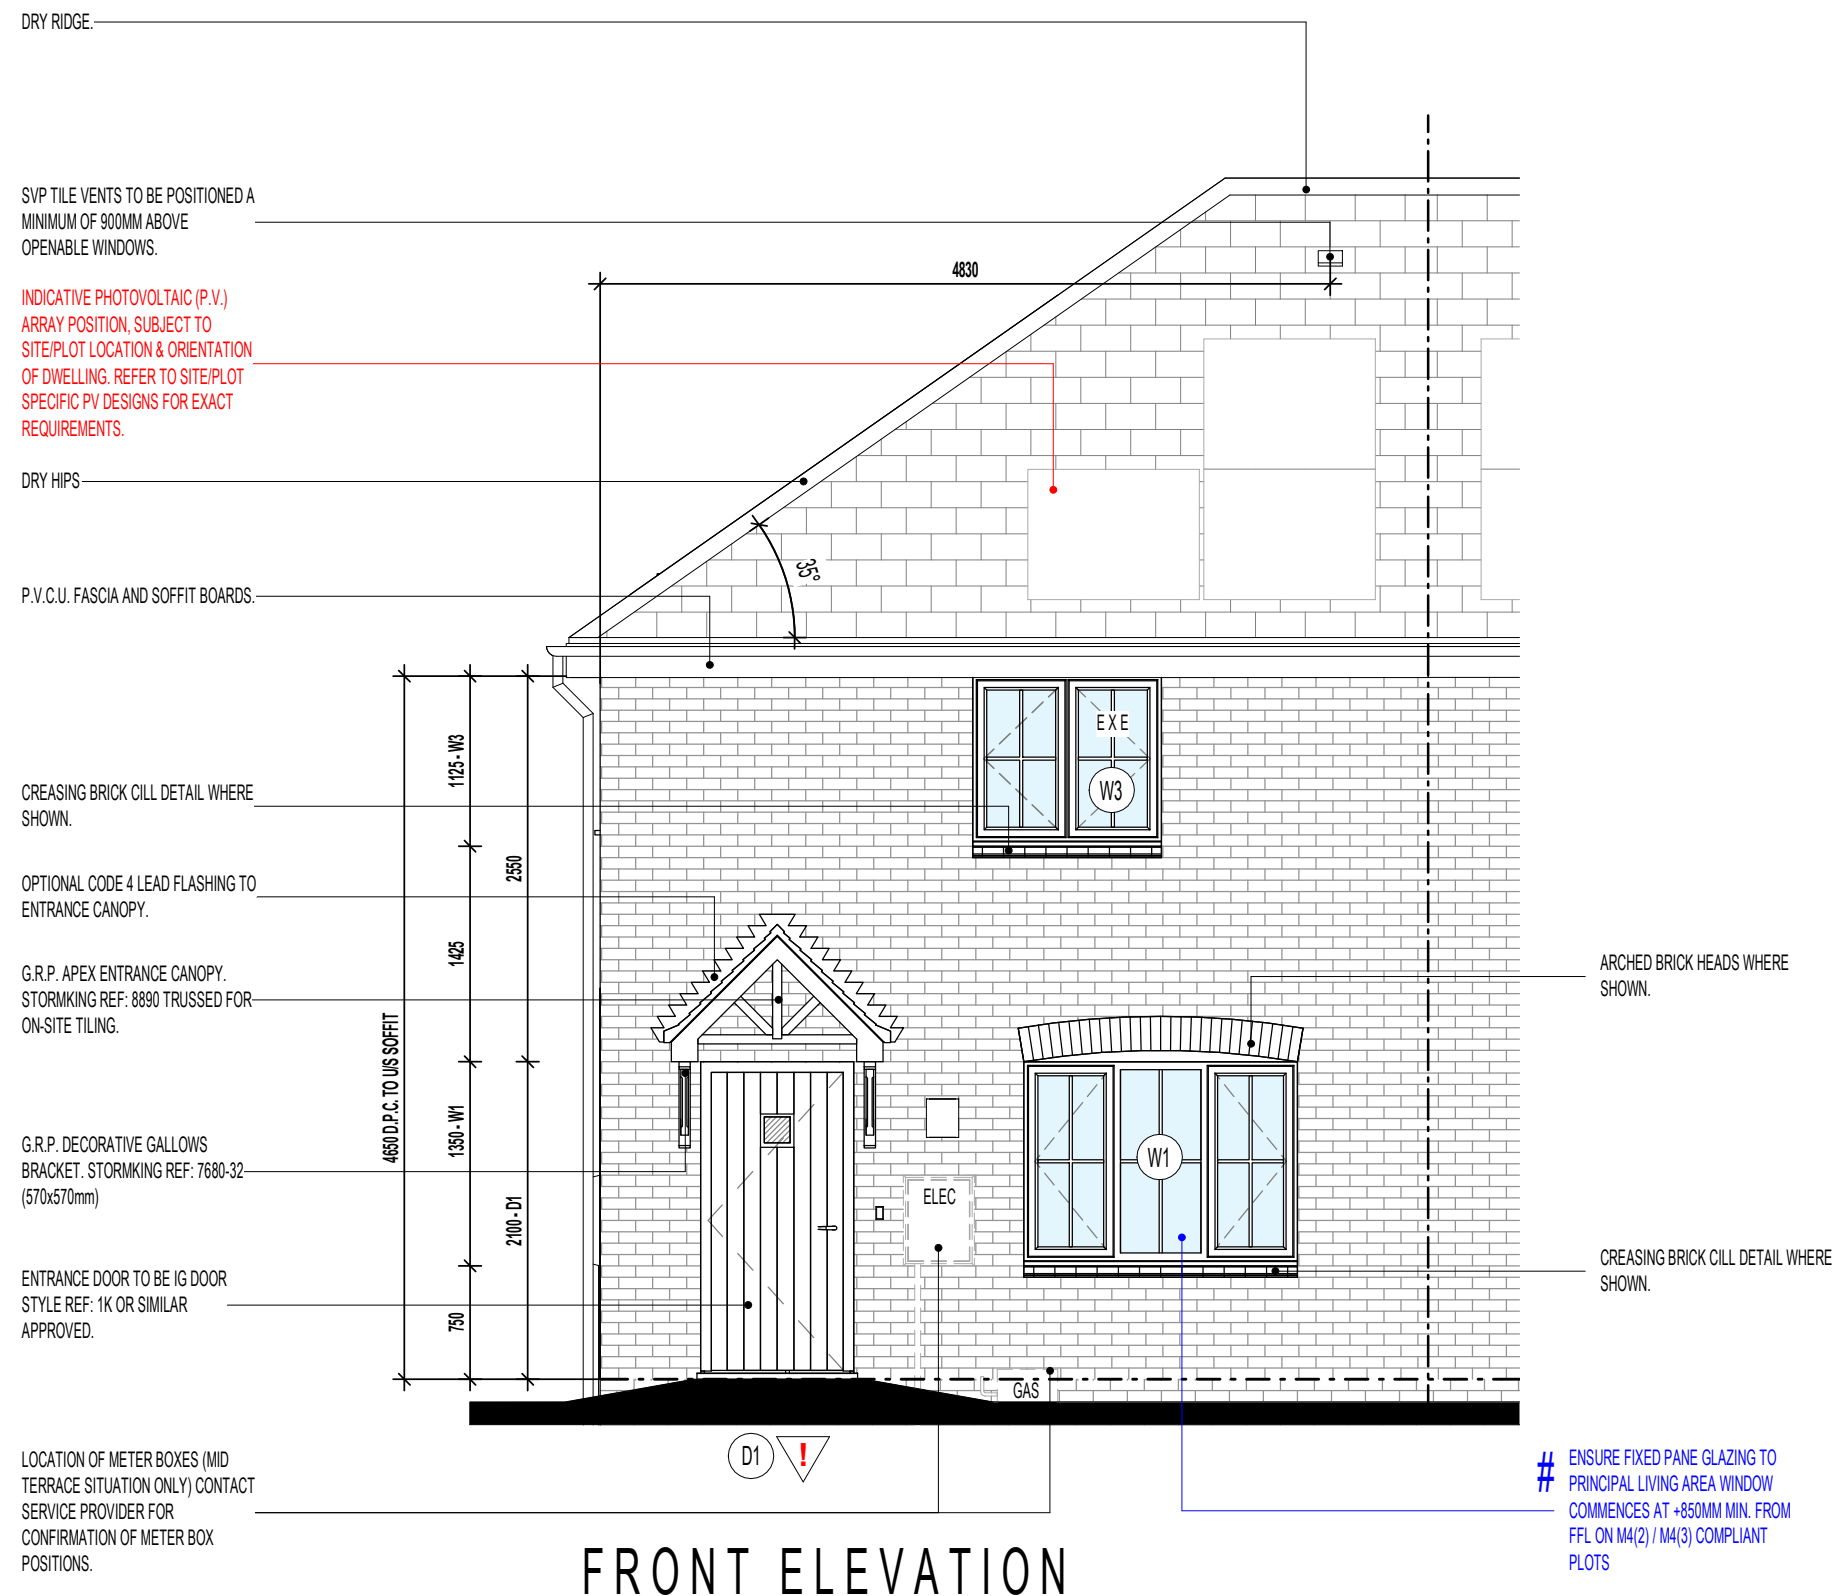 DRY RIDGE.
SVP TILE VENTS TO BE POSITIONED A
MINIMUM OF 900MM ABOVE
OPENABLE WINDOWS.
4830
INDICATIVE PHOTOVOLTAIC (P.V.)
ARRAY POSITION, SUBJECT TO
SITE/PLOT LOCATION & ORIENTATION
OF DWELLING. REFER TO SITE/PLOT
SPECIFIC PV DESIGNS FOR EXACT
REQUIREMENTS.
DRY HIPS
35°
P.V.C.U. FASCIA AND SOFFIT BOARDS.
1125 - W3
EXE
W3
CREASING BRICK CILL DETAIL WHERE
SHOWN.
2550
OPTIONAL CODE 4 LEAD FLASHING TO
ENTRANCE CANOPY.
1425
G.R.P. APEX ENTRANCE CANOPY.
STORMKING REF: 8890 TRUSSED FOR
ON-SITE TILING.
ARCHED BRICK HEADS WHERE
SHOWN.
4650 D.P.C. TO U/S SOFFIT
1350 - W1
G.R.P. DECORATIVE GALLOWS
BRACKET. STORMKING REF: 7680-32
(570x570mm)
W1
ELEC
2100 - D1
CREASING BRICK CILL DETAIL WHERE
SHOWN.
ENTRANCE DOOR TO BE IG DOOR
STYLE REF: 1K OR SIMILAR
APPROVED.
750
GAS
D1
!
LOCATION OF METER BOXES (MID
TERRACE SITUATION ONLY) CONTACT
SERVICE PROVIDER FOR
CONFIRMATION OF METER BOX
POSITIONS.
# ENSURE FIXED PANE GLAZING TO
PRINCIPAL LIVING AREA WINDOW
COMMENCES AT +850MM MIN. FROM
FFL ON M4(2) / M4(3) COMPLIANT
PLOTS
FRONT ELEVATION